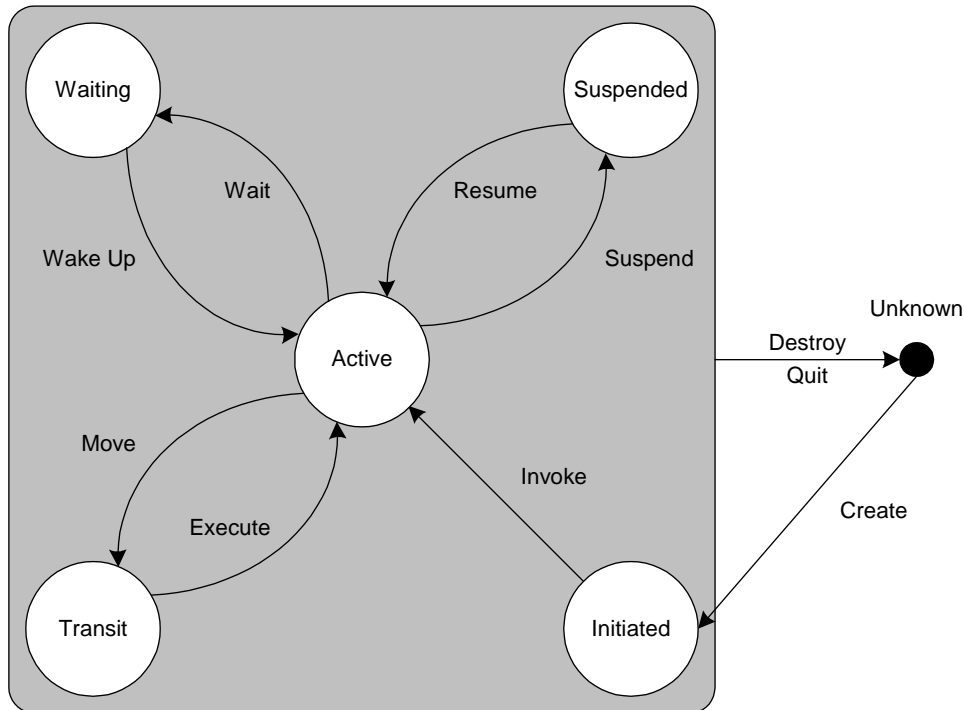 Waiting
Suspended
Wait
Resume
Wake Up
Suspend
Unknown
Active
Destroy
Quit
Move
Invoke
Execute
Create
Transit
Initiated